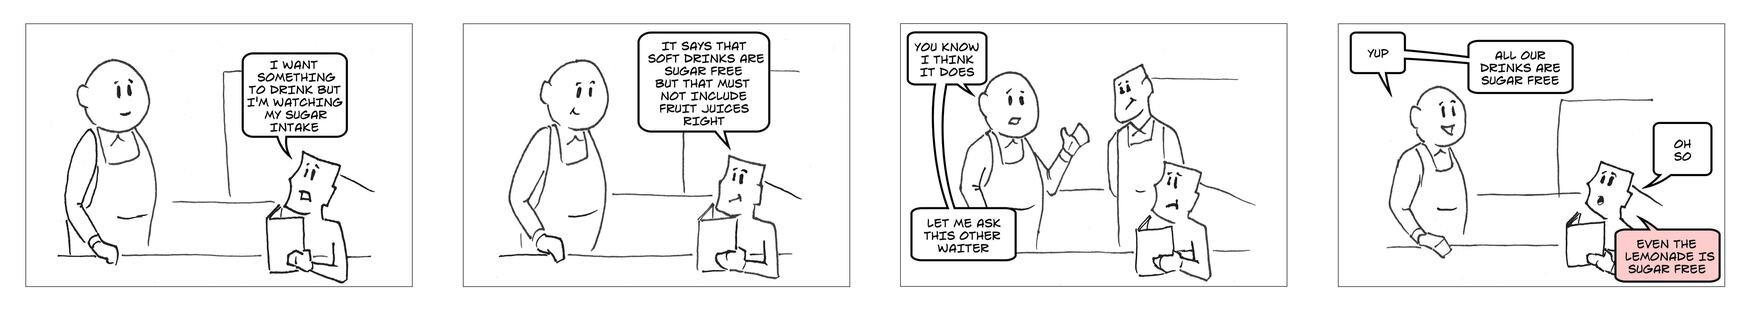 I WANT
SOMETHING
TO DRINK BUT
I'M WATCHING
MY SUGAR
INTAKE
IT SAYS THAT
SOFT DRINKS ARE
SUGAR FREE
BUT THAT MUST
NOT INCLUDE
FRUIT JUICES
RIGHT
YOU KNOW
I THINK
IT DOES
LET ME ASK
THIS OTHER
WAITER
YUP
ALL OUR
DRINKS ARE
SUGAR FREE
OH
SO
EVEN THE
LEMONADE IS
SUGAR FREE